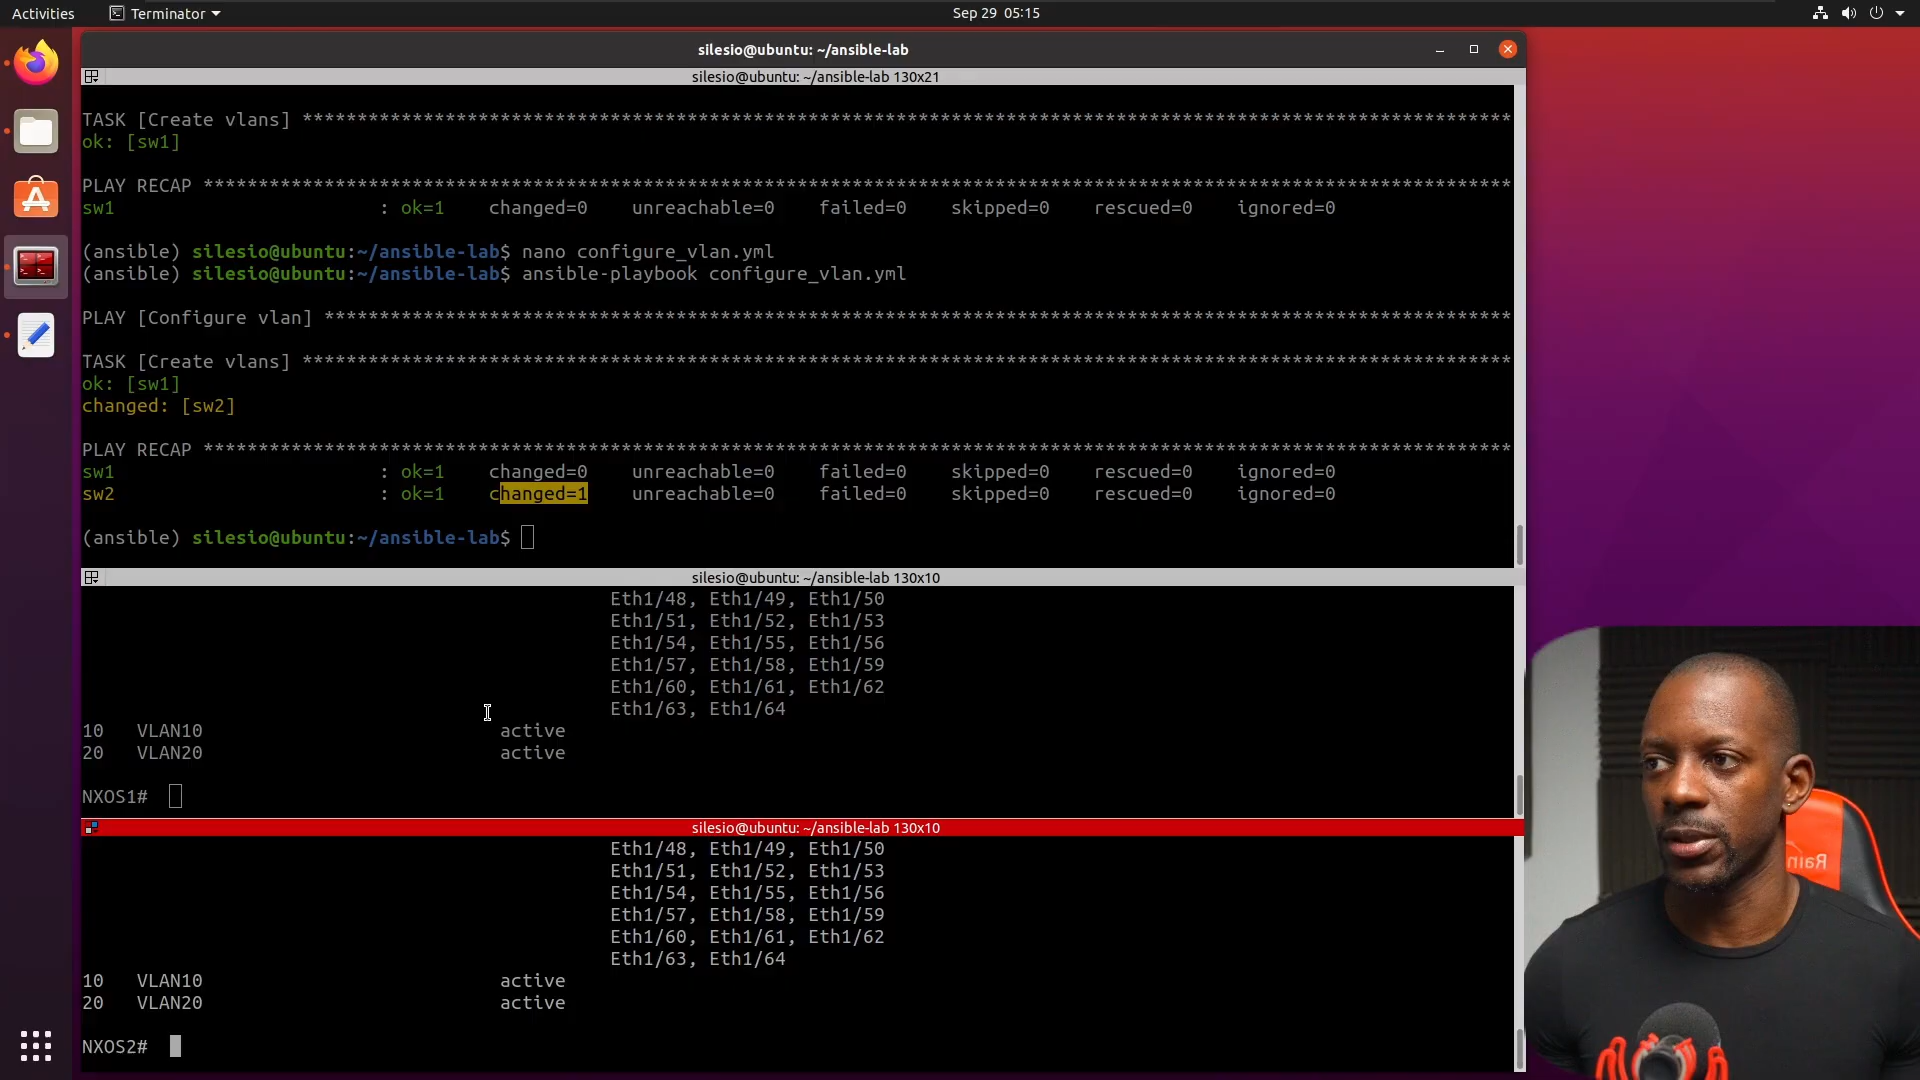 Activities
Terminator
Sep 29 05:15
silesio@ubuntu: ~/ansible-lab
silesio@ubuntu: ~/ansible-lab 130x21
TASK [Create vlans] **************************************************************************************************************
ok: [sw1]
PLAY RECAP ***********************************************************************************************************************
sw1                        : ok=1    changed=0    unreachable=0    failed=0    skipped=0    rescued=0    ignored=0
(ansible) silesio@ubuntu:~/ansible-lab$ nano configure_vlan.yml
(ansible) silesio@ubuntu:~/ansible-lab$ ansible-playbook configure_vlan.yml
PLAY [Configure vlan] ************************************************************************************************************
TASK [Create vlans] **************************************************************************************************************
ok: [sw1]
changed: [sw2]
PLAY RECAP ***********************************************************************************************************************
sw1                        : ok=1    changed=0    unreachable=0    failed=0    skipped=0    rescued=0    ignored=0
sw2                        : ok=1    changed=1    unreachable=0    failed=0    skipped=0    rescued=0    ignored=0
(ansible) silesio@ubuntu:~/ansible-lab$
silesio@ubuntu: ~/ansible-lab 130x10
Eth1/48, Eth1/49, Eth1/50
Eth1/51, Eth1/52, Eth1/53
Eth1/54, Eth1/55, Eth1/56
Eth1/57, Eth1/58, Eth1/59
Eth1/60, Eth1/61, Eth1/62
Eth1/63, Eth1/64
10   VLAN10                           active
20   VLAN20                           active
NXOS1#
silesio@ubuntu: ~/ansible-lab 130x10
Eth1/48, Eth1/49, Eth1/50
Eth1/51, Eth1/52, Eth1/53
Eth1/54, Eth1/55, Eth1/56
Eth1/57, Eth1/58, Eth1/59
Eth1/60, Eth1/61, Eth1/62
Eth1/63, Eth1/64
10   VLAN10                           active
20   VLAN20                           active
NXOS2#
Rain